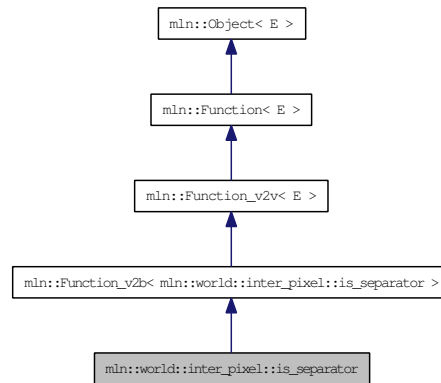 mln::Object< E >
mln::Function< E >
mln::Function_v2v< E >
mln::Function_v2b< mln::world::inter_pixel::is_separator >
mln::world::inter_pixel::is_separator